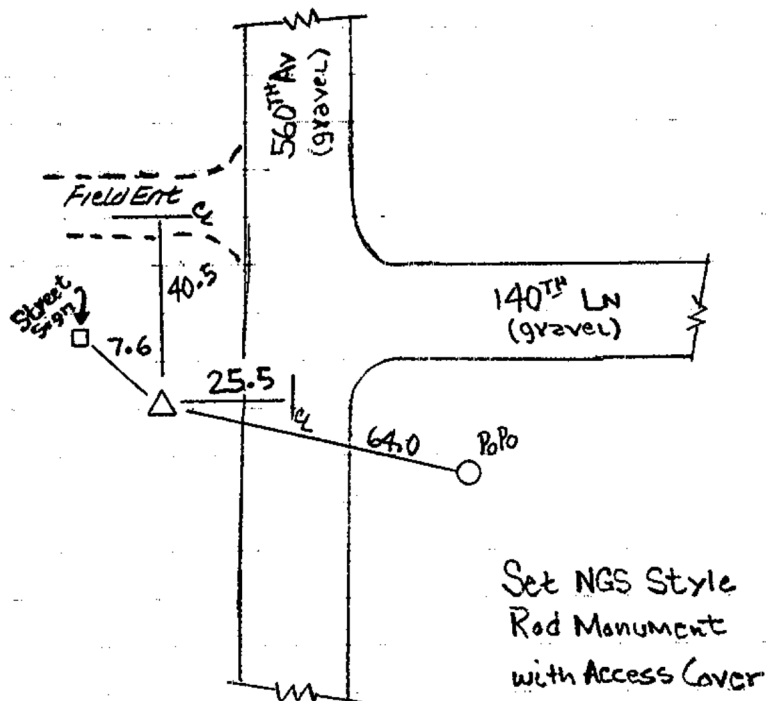 560TH AV
(gravel)
Field Ent
CL
40.5
Street
Sign
7.6
25.5
CL
140TH LN
(gravel)
64.0
PoPo
Set NGS Style
Rod Monument
with Access Cover